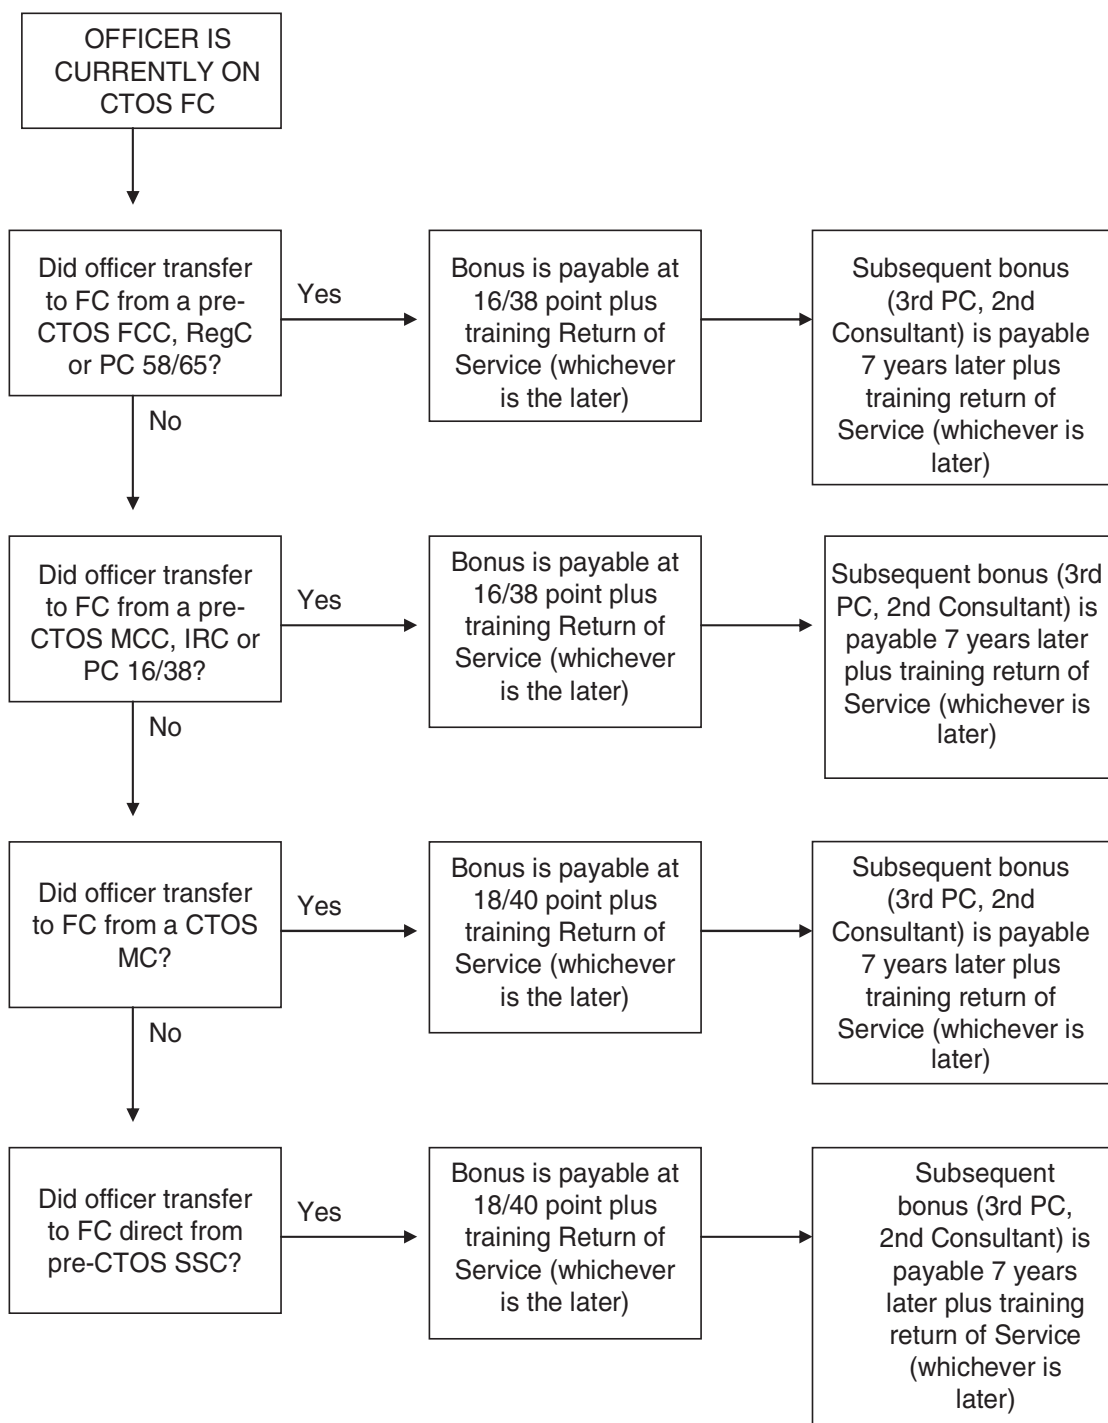 OFFICER IS
CURRENTLY ON
CTOS FC
Did officer transfer
to FC from a pre-
CTOS FCC, RegC
or PC 58/65?
Yes
Bonus is payable at
16/38 point plus
training Return of
Service (whichever
is the later)
Subsequent bonus
(3rd PC, 2nd
Consultant) is payable
7 years later plus
training return of
Service (whichever is
later)
No
Did officer transfer
to FC from a pre-
CTOS MCC, IRC or
PC 16/38?
Yes
Bonus is payable at
16/38 point plus
training Return of
Service (whichever
is the later)
Subsequent bonus (3rd
PC, 2nd Consultant) is
payable 7 years later
plus training return of
Service (whichever is
later)
No
Did officer transfer
to FC from a CTOS
MC?
Yes
Bonus is payable at
18/40 point plus
training Return of
Service (whichever
is the later)
Subsequent bonus
(3rd PC, 2nd
Consultant) is payable
7 years later plus
training return of
Service (whichever is
later)
No
Did officer transfer
to FC direct from
pre-CTOS SSC?
Yes
Bonus is payable at
18/40 point plus
training Return of
Service (whichever
is the later)
Subsequent
bonus (3rd PC,
2nd Consultant) is
payable 7 years
later plus training
return of Service
(whichever is
later)